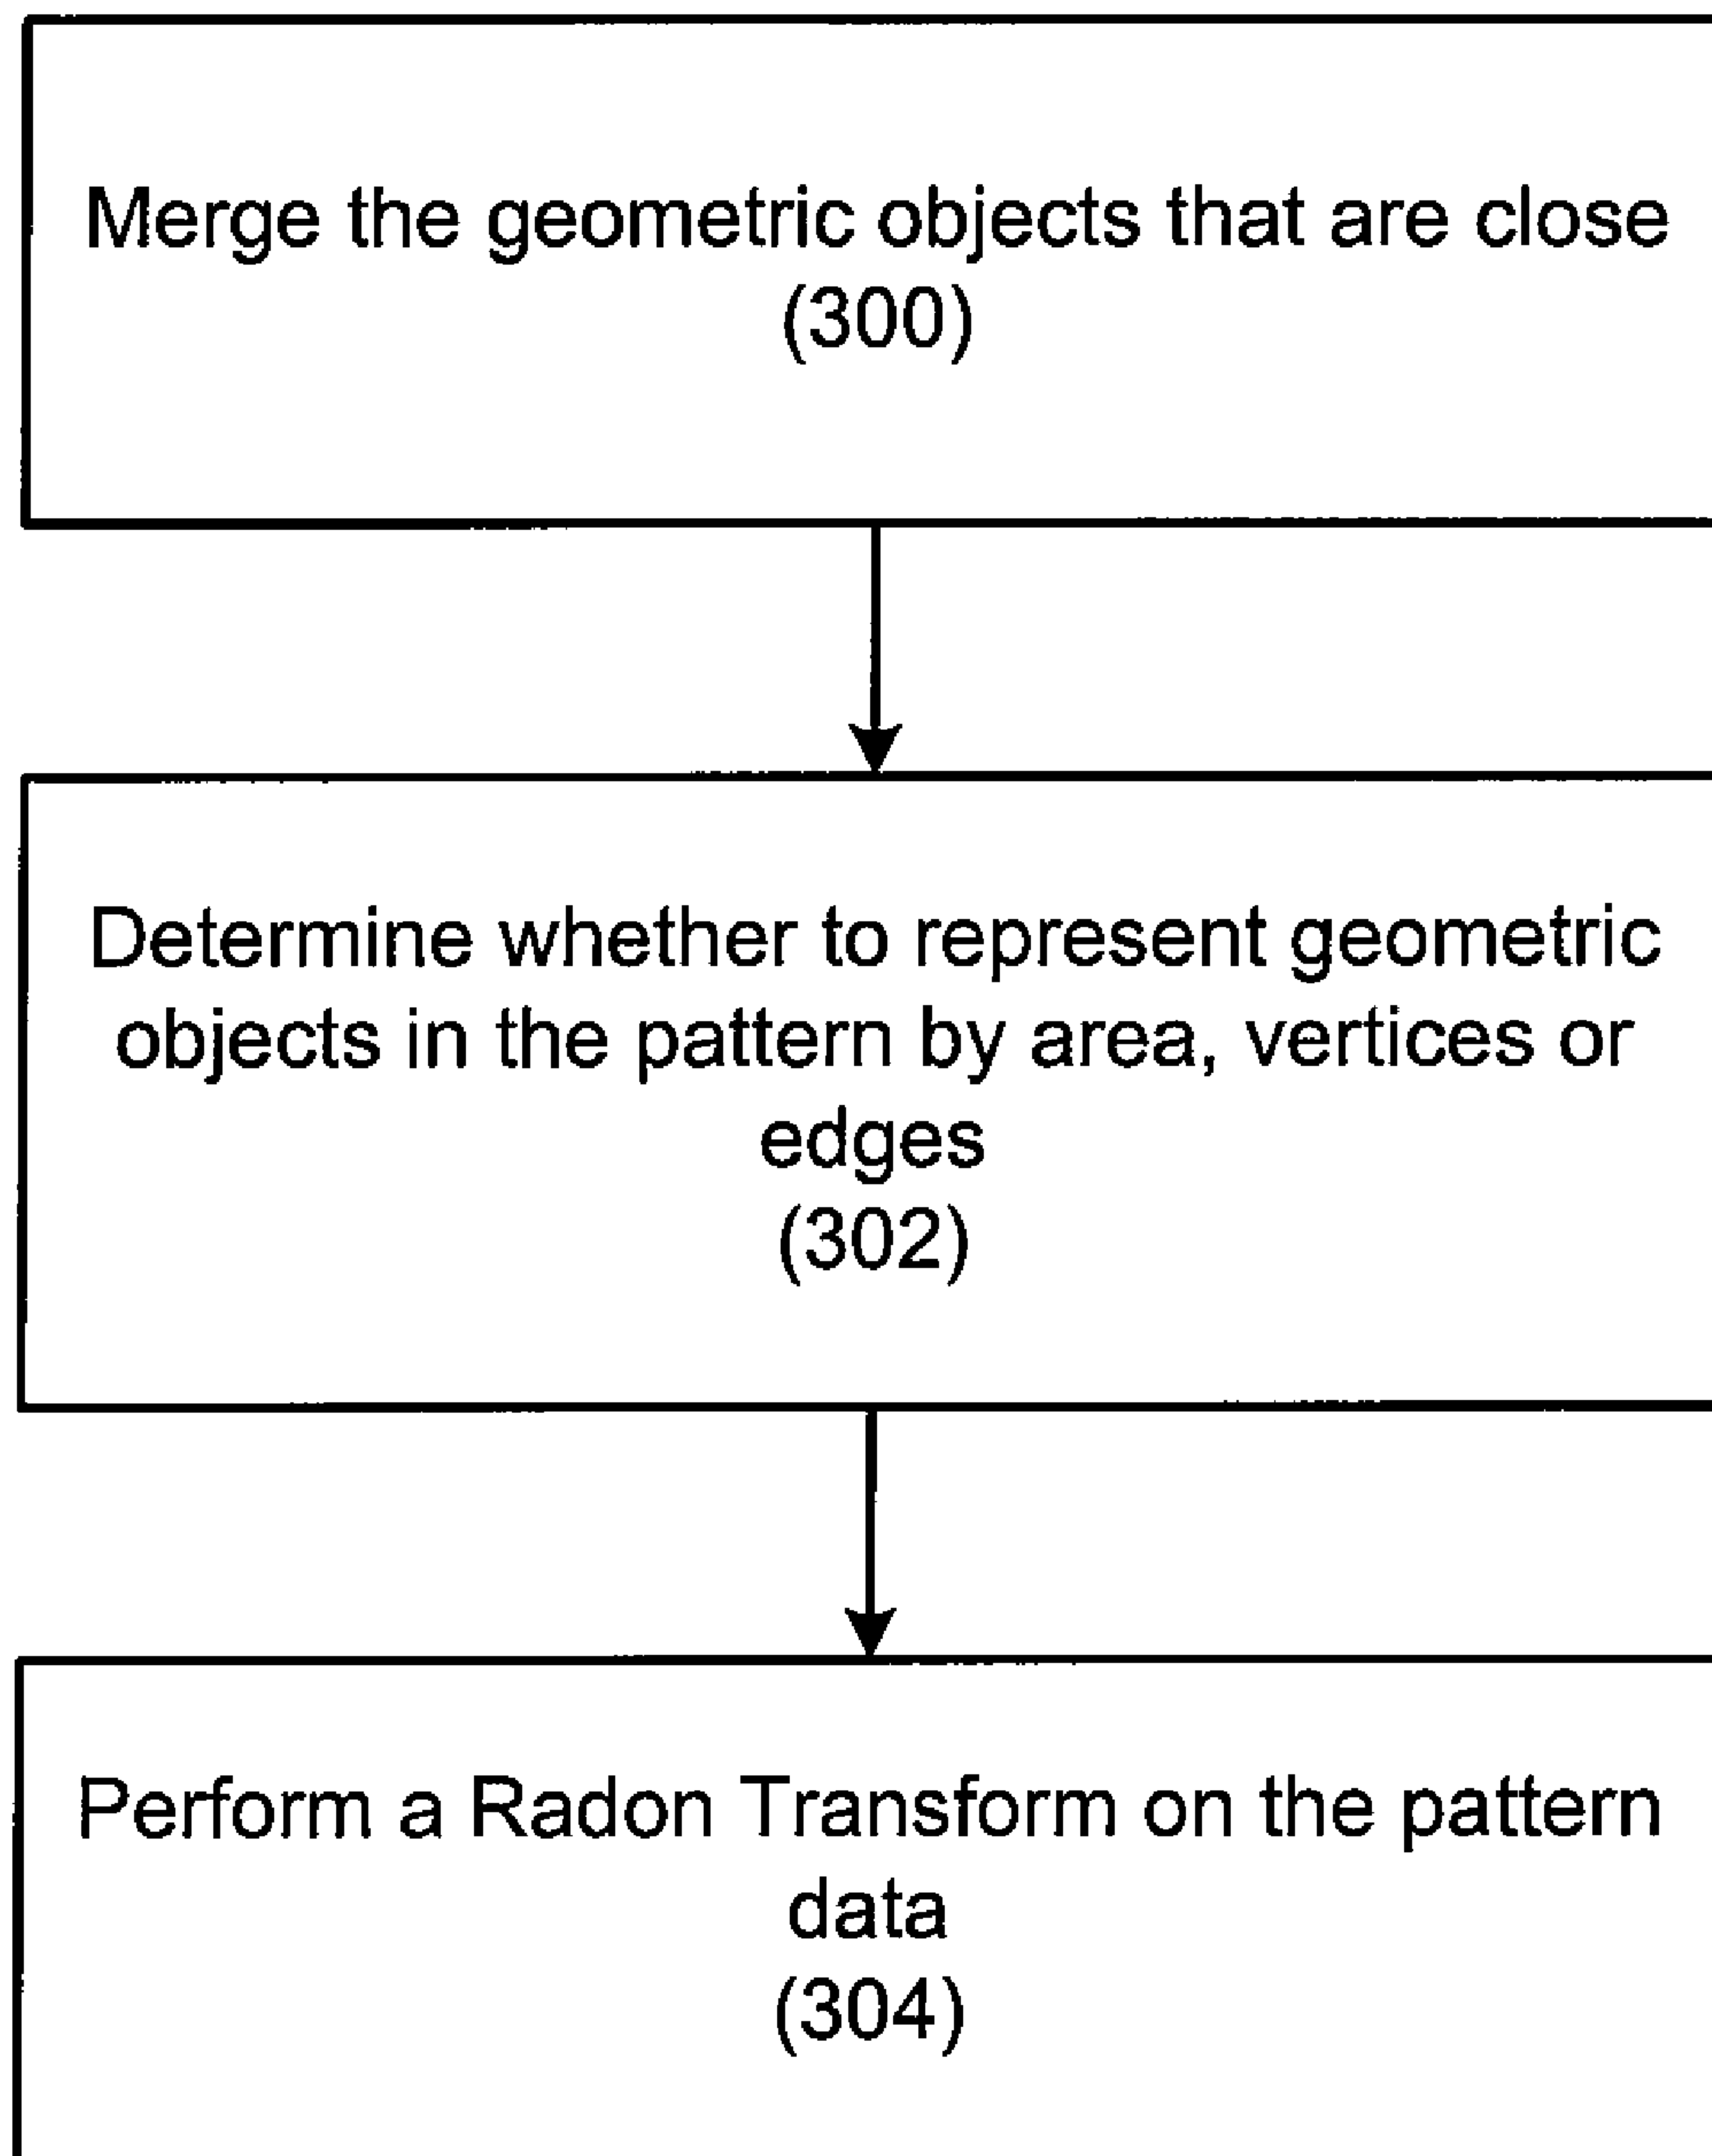 Merge the geometric objects that are close
(300)
Determine whether to represent geometric
objects in the pattern by area, vertices or
edges
(302)
Perform a Radon Transform on the pattern
data
(304)